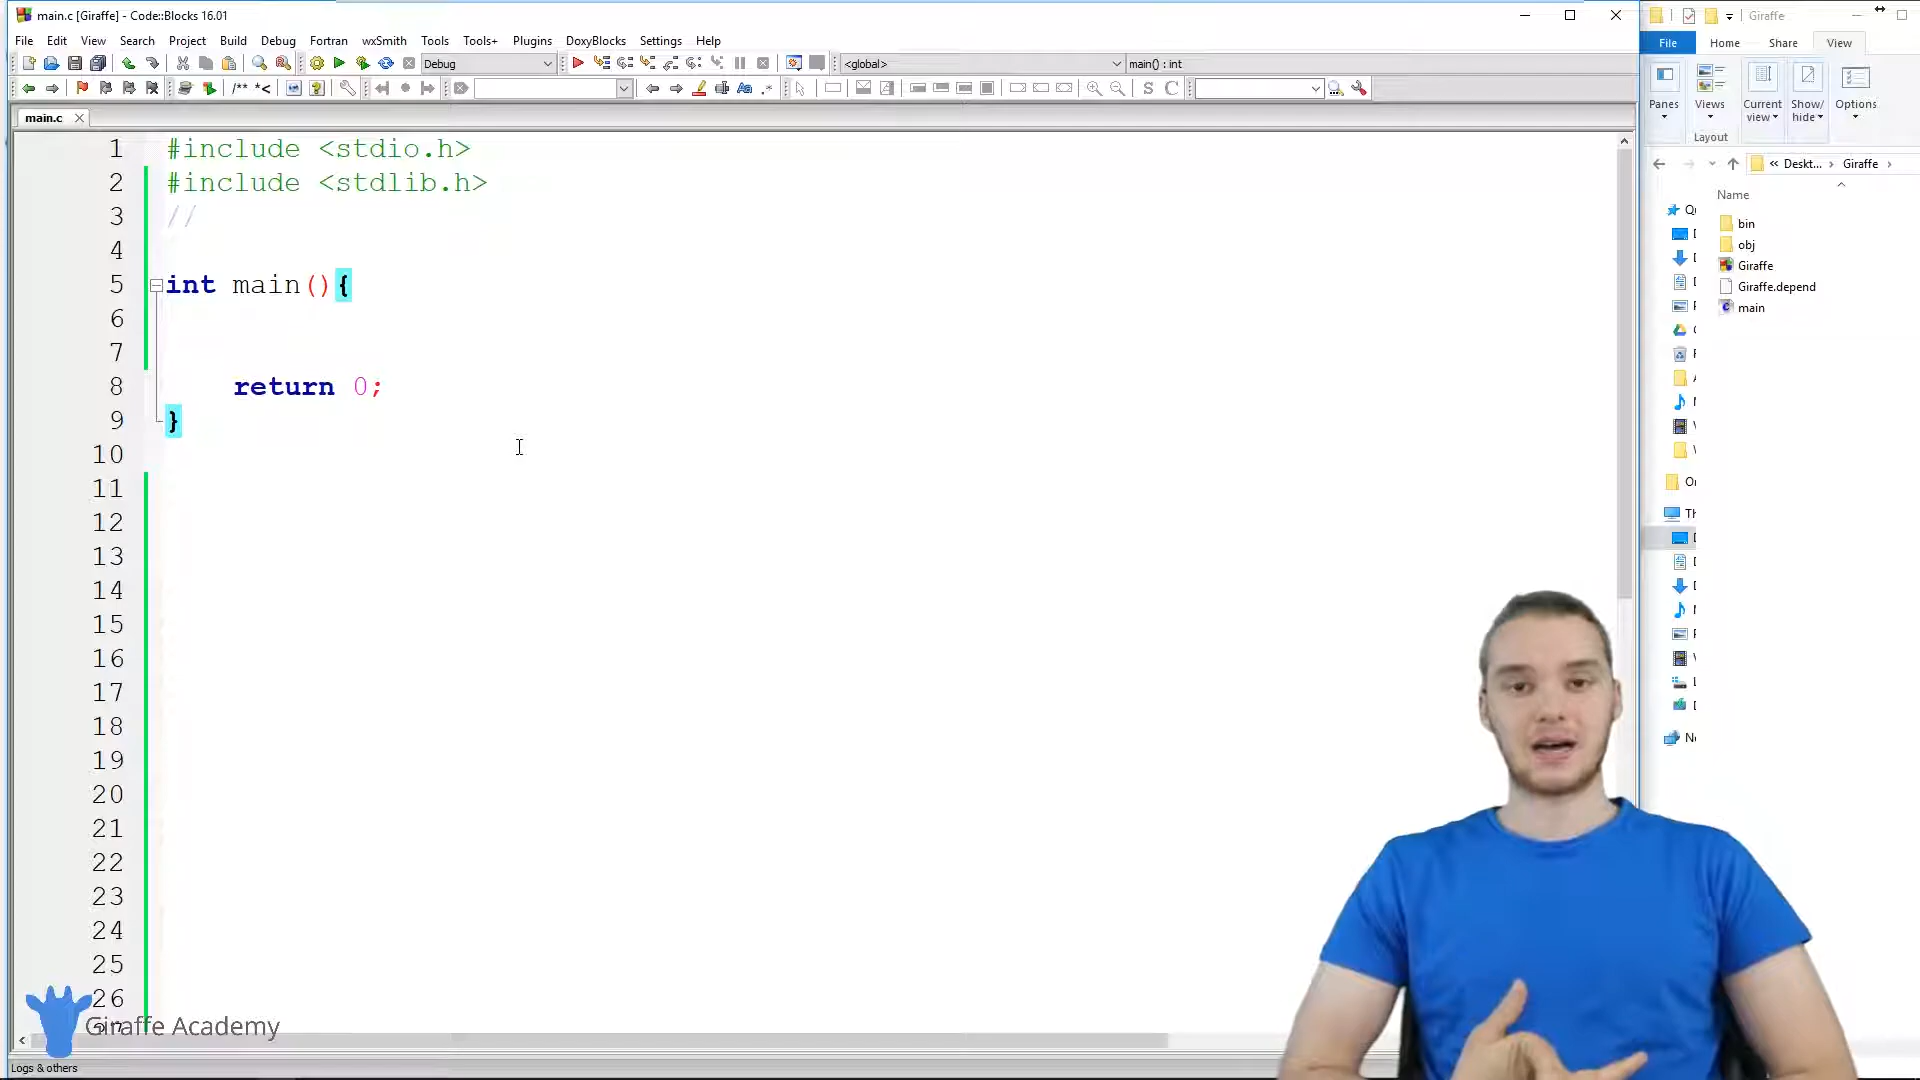 main.c [Giraffe] - Code::Blocks 16.01
File Edit View Search Project Build Debug Fortran wxSmith Tools Tools+ Plugins DoxyBlocks Settings Help
Debug
<global>
main() : int
/** *<
S C
main.c
1 #include <stdio.h>
2 #include <stdlib.h>
3 //
4
5 int main(){
6
7
8 return 0;
9 }
10
11
12
13
14
15
16
17
18
19
20
21
22
23
24
25
26
Giraffe Academy
Logs & others
Giraffe
File Home Share View
Panes Views Current view Show/hide Options
Layout
« Deskt... › Giraffe ›
Name
bin
obj
Giraffe
Giraffe.depend
main